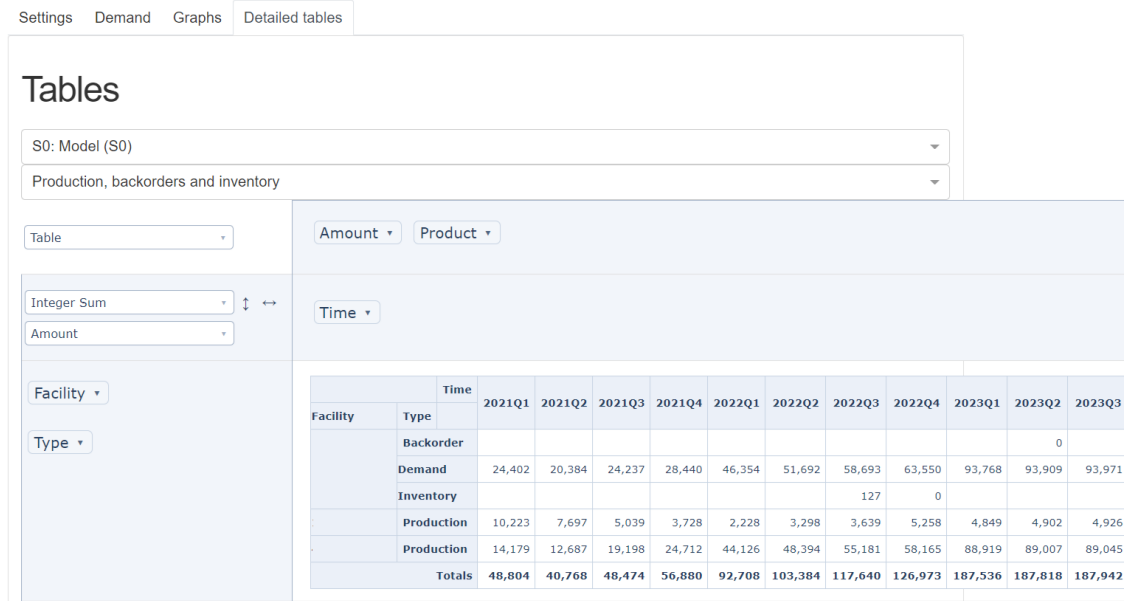 Settings Demand Graphs Detailed tables
Tables
S0: Model (S0)
Production, backorders and inventory
Table
Amount Product
Integer Sum
Amount
Time
Facility
Type
Time 2021Q1 2021Q2 2021Q3 2021Q4 2022Q1 2022Q2 2022Q3 2022Q4 2023Q1 2023Q2 2023Q3
Facility Type
Backorder 0
Demand 24,402 20,384 24,237 28,440 46,354 51,692 58,693 63,550 93,768 93,909 93,971
Inventory 127 0
Production 10,223 7,697 5,039 3,728 2,228 3,298 3,639 5,258 4,849 4,902 4,926
Production 14,179 12,687 19,198 24,712 44,126 48,394 55,181 58,165 88,919 89,007 89,045
Totals 48,804 40,768 48,474 56,880 92,708 103,384 117,640 126,973 187,536 187,818 187,942